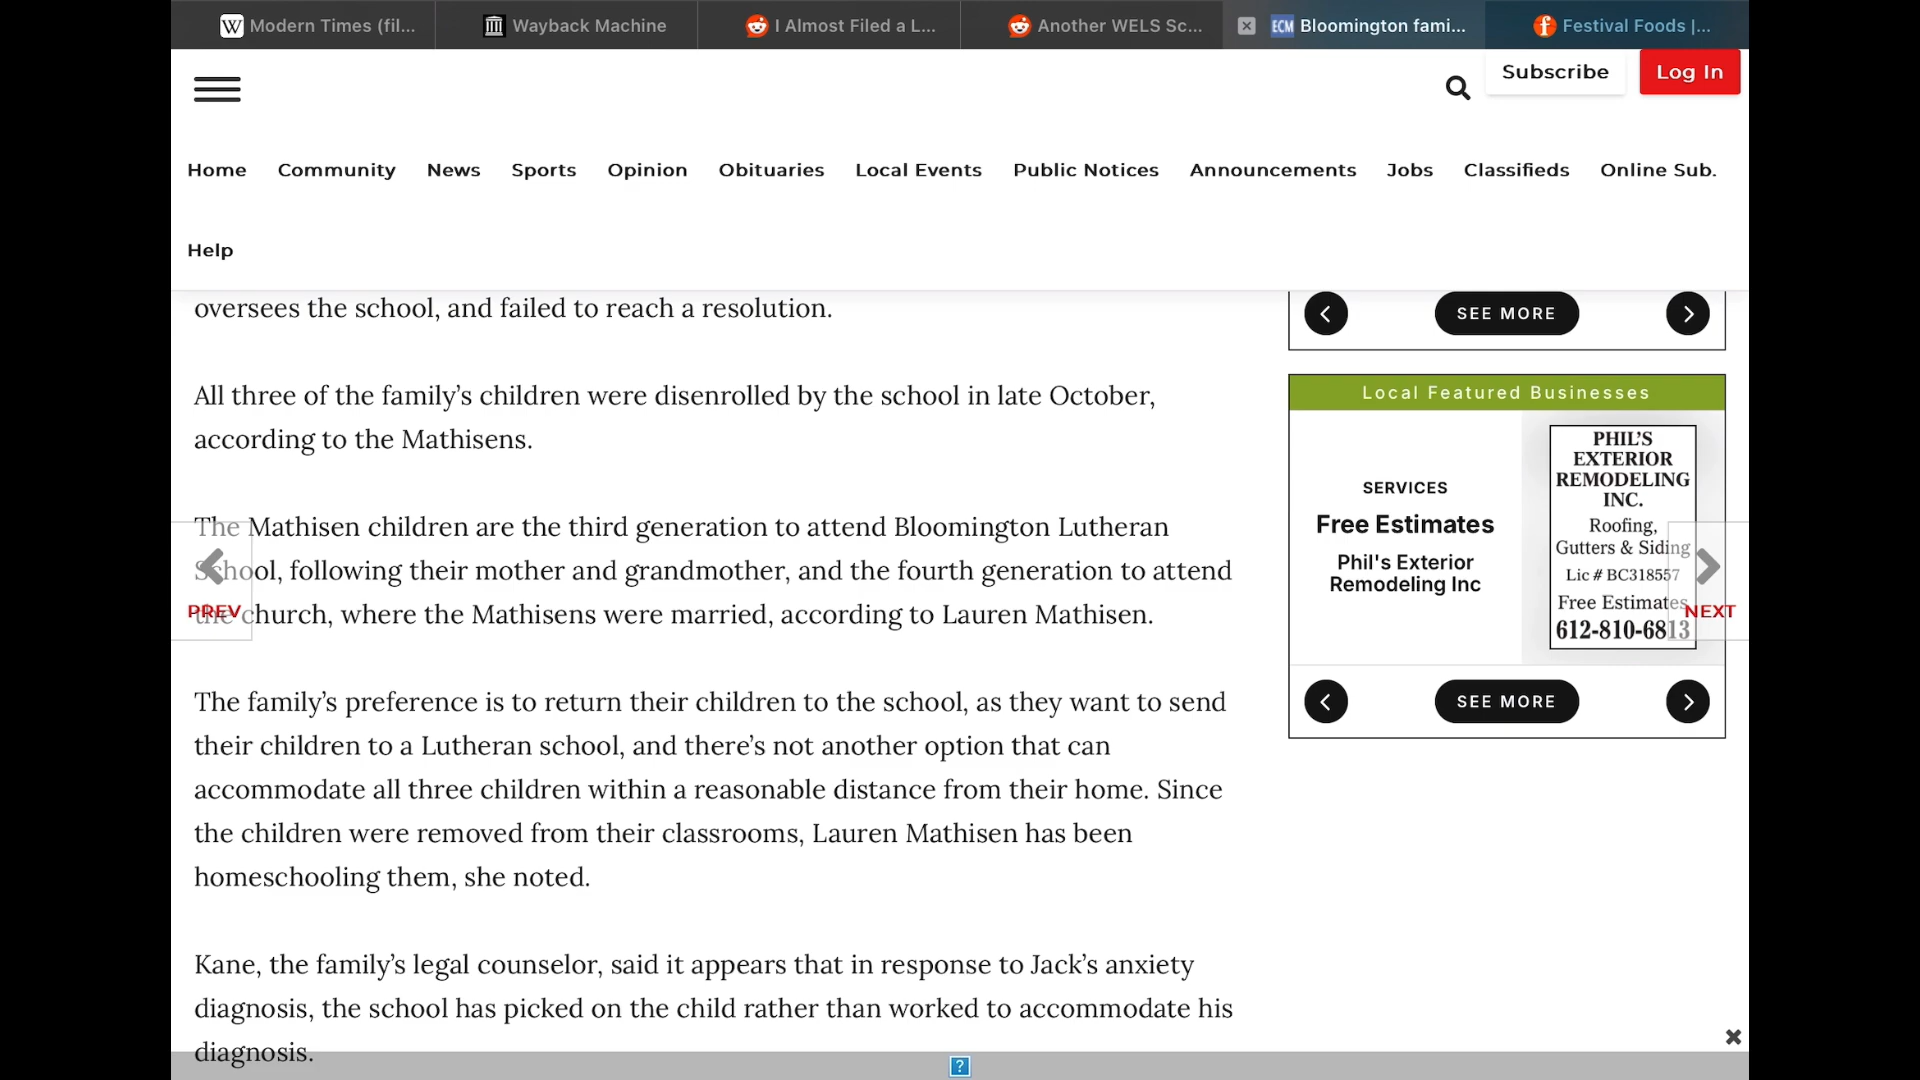 Modern Times (fil...
Wayback Machine
I Almost Filed a L...
Another WELS Sc...
ECM Bloomington fami...
Festival Foods |...
Subscribe
Log In
Home Community News Sports Opinion Obituaries Local Events Public Notices Announcements Jobs Classifieds Online Sub.
Help
oversees the school, and failed to reach a resolution.
All three of the family’s children were disenrolled by the school in late October,
according to the Mathisens.
The Mathisen children are the third generation to attend Bloomington Lutheran
School, following their mother and grandmother, and the fourth generation to attend
the church, where the Mathisens were married, according to Lauren Mathisen.
The family’s preference is to return their children to the school, as they want to send
their children to a Lutheran school, and there’s not another option that can
accommodate all three children within a reasonable distance from their home. Since
the children were removed from their classrooms, Lauren Mathisen has been
homeschooling them, she noted.
Kane, the family’s legal counselor, said it appears that in response to Jack’s anxiety
diagnosis, the school has picked on the child rather than worked to accommodate his
diagnosis.
PREV
NEXT
SEE MORE
Local Featured Businesses
SERVICES
Free Estimates
Phil's Exterior
Remodeling Inc
PHIL’S
EXTERIOR
REMODELING
INC.
Roofing,
Gutters & Siding
Lic # BC318557
Free Estimates
612-810-6813
SEE MORE
?